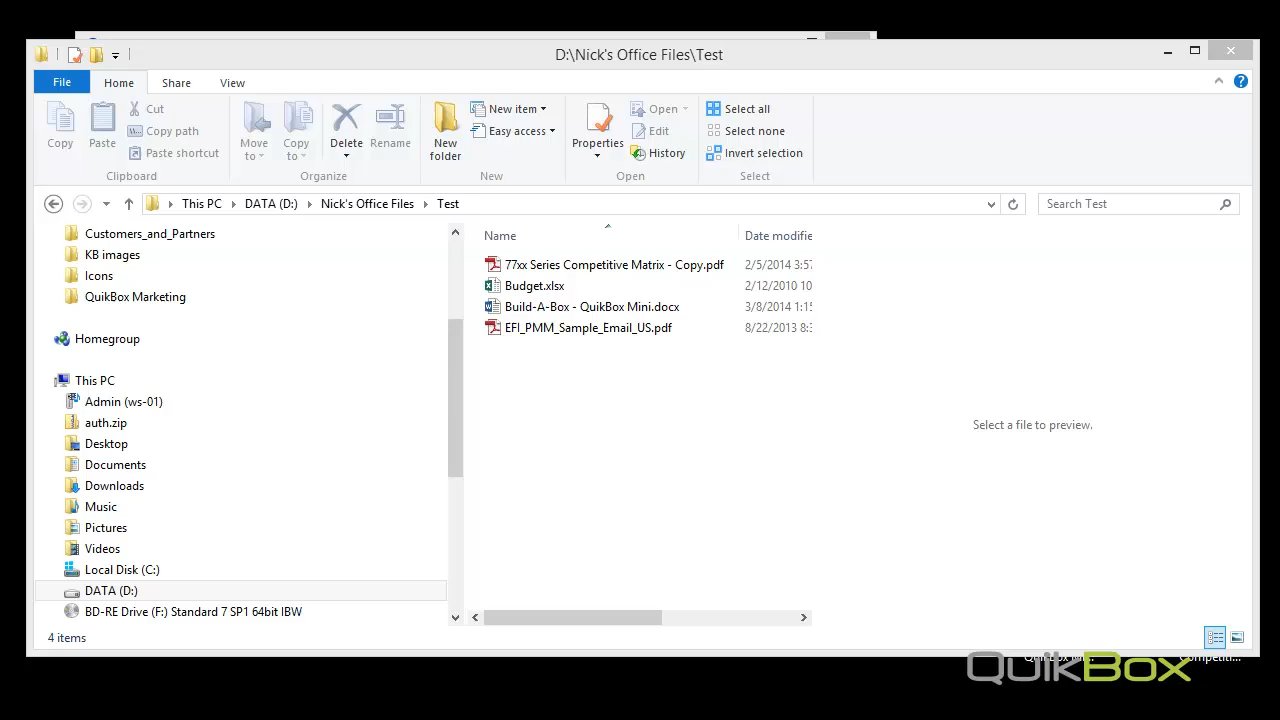 D:\Nick's Office Files\Test
File Home Share View
Copy
Paste
Cut
Copy path
Paste shortcut
Clipboard
Move to
Copy to
Delete
Rename
Organize
New folder
New item
Easy access
New
Properties
Open
Edit
History
Open
Select all
Select none
Invert selection
Select
This PC DATA (D:) Nick's Office Files Test
Search Test
Customers_and_Partners
KB images
Icons
QuikBox Marketing
Homegroup
This PC
Admin (ws-01)
auth.zip
Desktop
Documents
Downloads
Music
Pictures
Videos
Local Disk (C:)
DATA (D:)
BD-RE Drive (F:) Standard 7 SP1 64bit IBW
Name Date modifie
77xx Series Competitive Matrix - Copy.pdf 2/5/2014 3:57
Budget.xlsx 2/12/2010 10
Build-A-Box - QuikBox Mini.docx 3/8/2014 1:15
EFI_PMM_Sample_Email_US.pdf 8/22/2013 8:3
Select a file to preview.
4 items
QuikBox